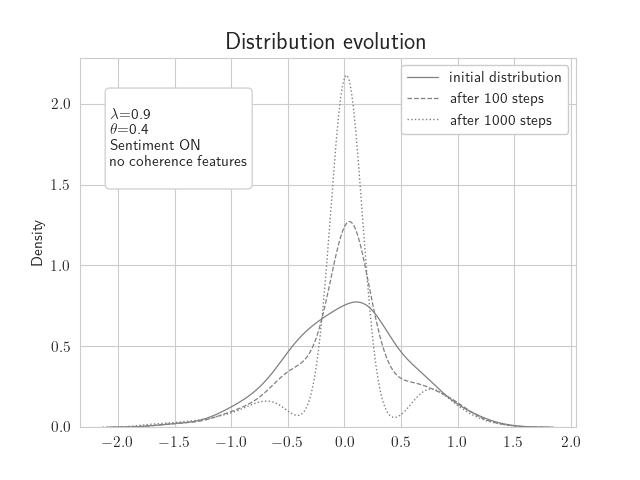 Distribution evolution
λ=0.9
θ=0.4
Sentiment ON
no coherence features
initial distribution
after 100 steps
after 1000 steps
Density
2.0
1.5
1.0
0.5
0.0
−2.0 −1.5 −1.0 −0.5 0.0 0.5 1.0 1.5 2.0